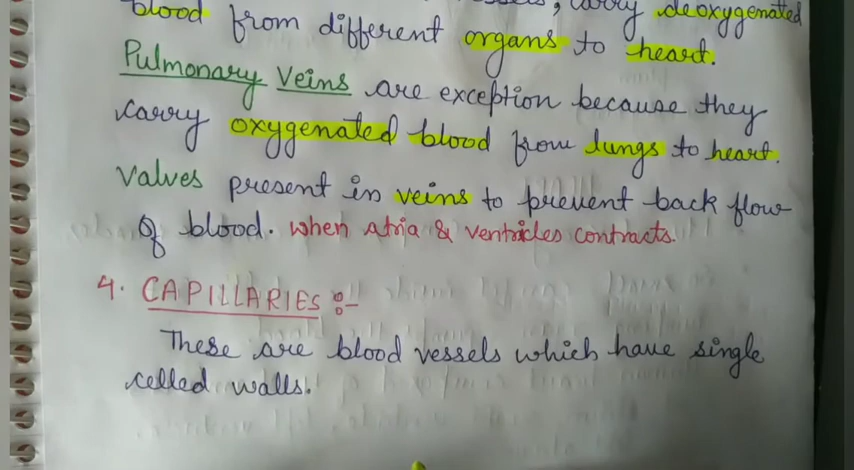 carry deoxygenated
blood from different organs to heart.
Pulmonary Veins are exception because they
carry oxygenated blood from lungs to heart.
Valves present in veins to prevent back flow
of blood. when atria & ventricles contracts.
4. CAPILLARIES :-
These are blood vessels which have single
celled walls.